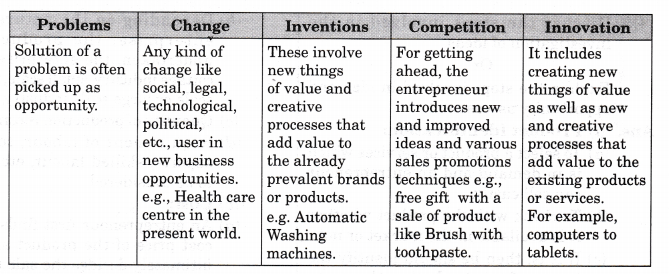 Problems
Change
Inventions
Competition
Innovation
Solution of a
problem is often
picked up as
opportunity.
Any kind of
change like
social, legal,
technological,
political,
etc., user in
new business
opportunities.
e.g., Health care
centre in the
present world.
These involve
new things
of value and
creative
processes that
add value to
the already
prevalent brands
or products.
e.g. Automatic
Washing
machines.
For getting
ahead, the
entrepreneur
introduces new
and improved
ideas and various
sales promotions
techniques e.g.,
free gift with a
sale of product
like Brush with
toothpaste.
It includes
creating new
things of value
as well as new
and creative
processes that
add value to the
existing products
or services.
For example,
computers to
tablets.